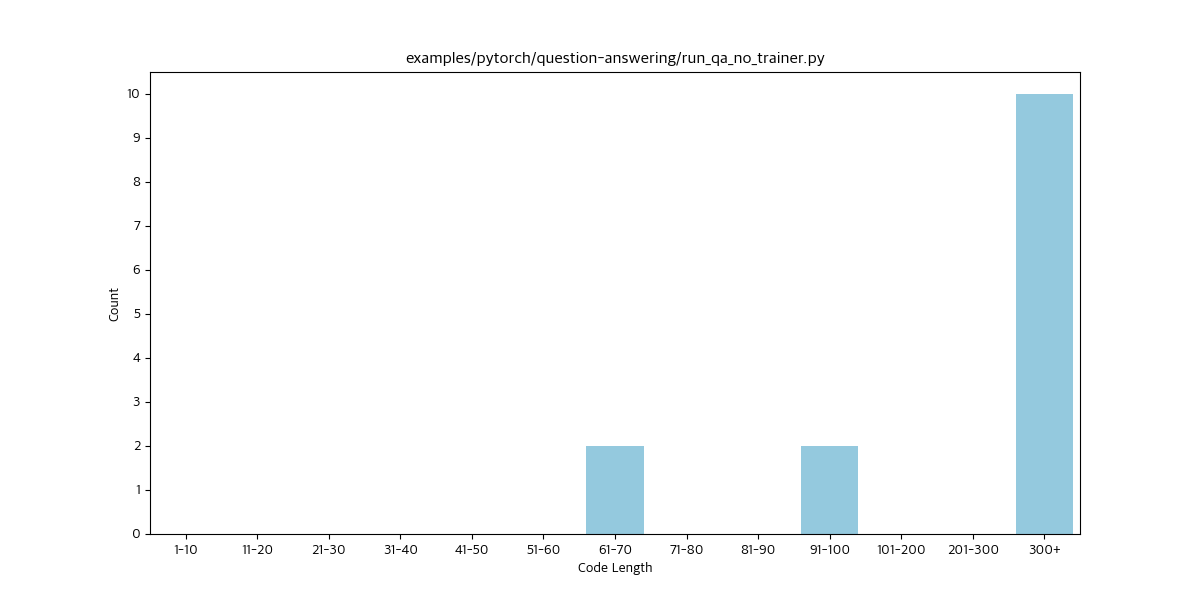 examples/pytorch/question-answering/run_qa_no_trainer.py
10
9
8
7
6
5
4
3
2
1
0
Count
1-10 11-20 21-30 31-40 41-50 51-60 61-70 71-80 81-90 91-100 101-200 201-300 300+
Code Length